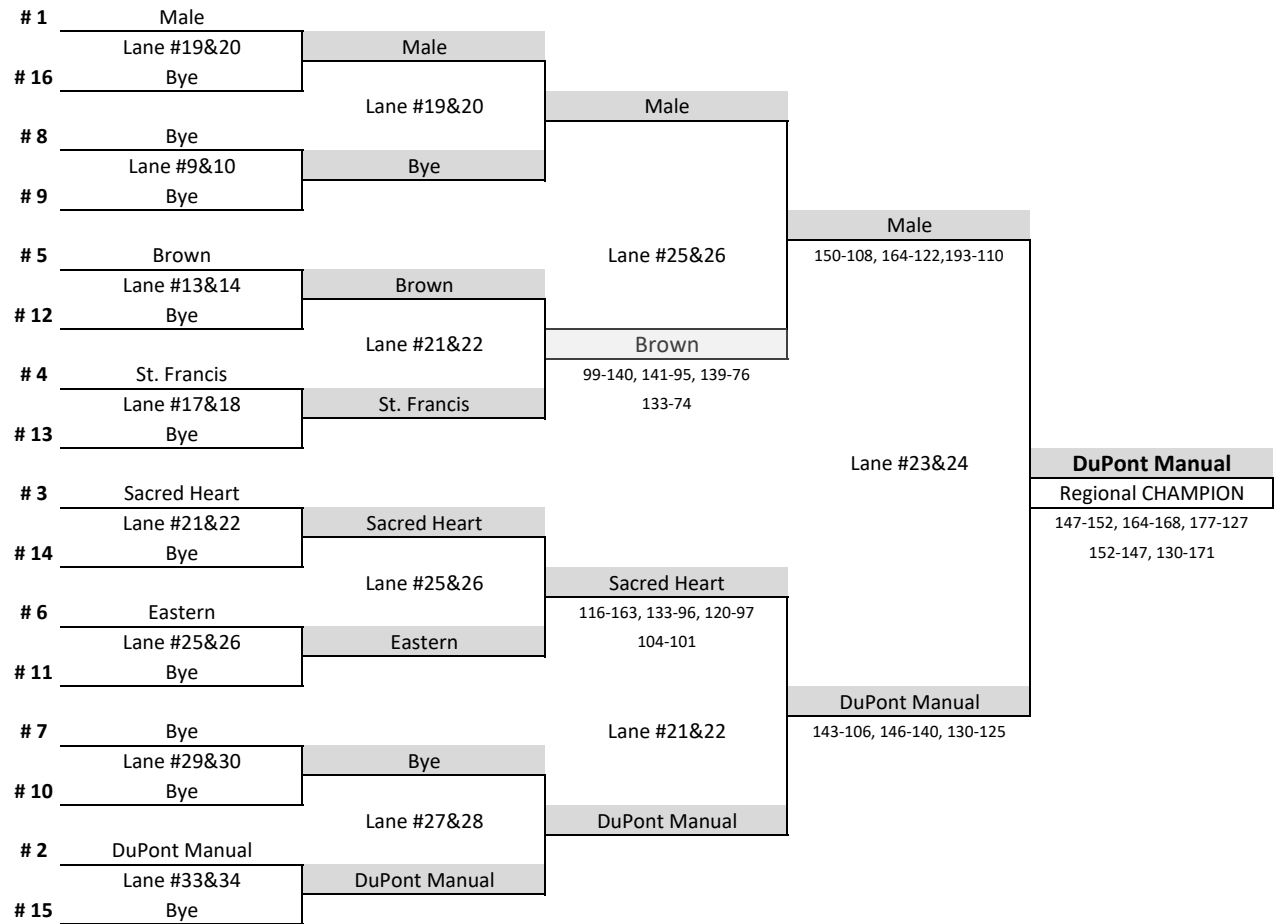 # 1 Male
Lane #19&20 Male
# 16 Bye
Lane #19&20 Male
# 8 Bye
Lane #9&10 Bye
# 9 Bye
Male
# 5 Brown Lane #25&26 150-108, 164-122,193-110
Lane #13&14 Brown
# 12 Bye
Lane #21&22 Brown
# 4 St. Francis 99-140, 141-95, 139-76
Lane #17&18 St. Francis 133-74
# 13 Bye
Lane #23&24 DuPont Manual
# 3 Sacred Heart Regional CHAMPION
Lane #21&22 Sacred Heart 147-152, 164-168, 177-127
# 14 Bye 152-147, 130-171
Lane #25&26 Sacred Heart
# 6 Eastern 116-163, 133-96, 120-97
Lane #25&26 Eastern 104-101
# 11 Bye
DuPont Manual
# 7 Bye Lane #21&22 143-106, 146-140, 130-125
Lane #29&30 Bye
# 10 Bye
Lane #27&28 DuPont Manual
# 2 DuPont Manual
Lane #33&34 DuPont Manual
# 15 Bye